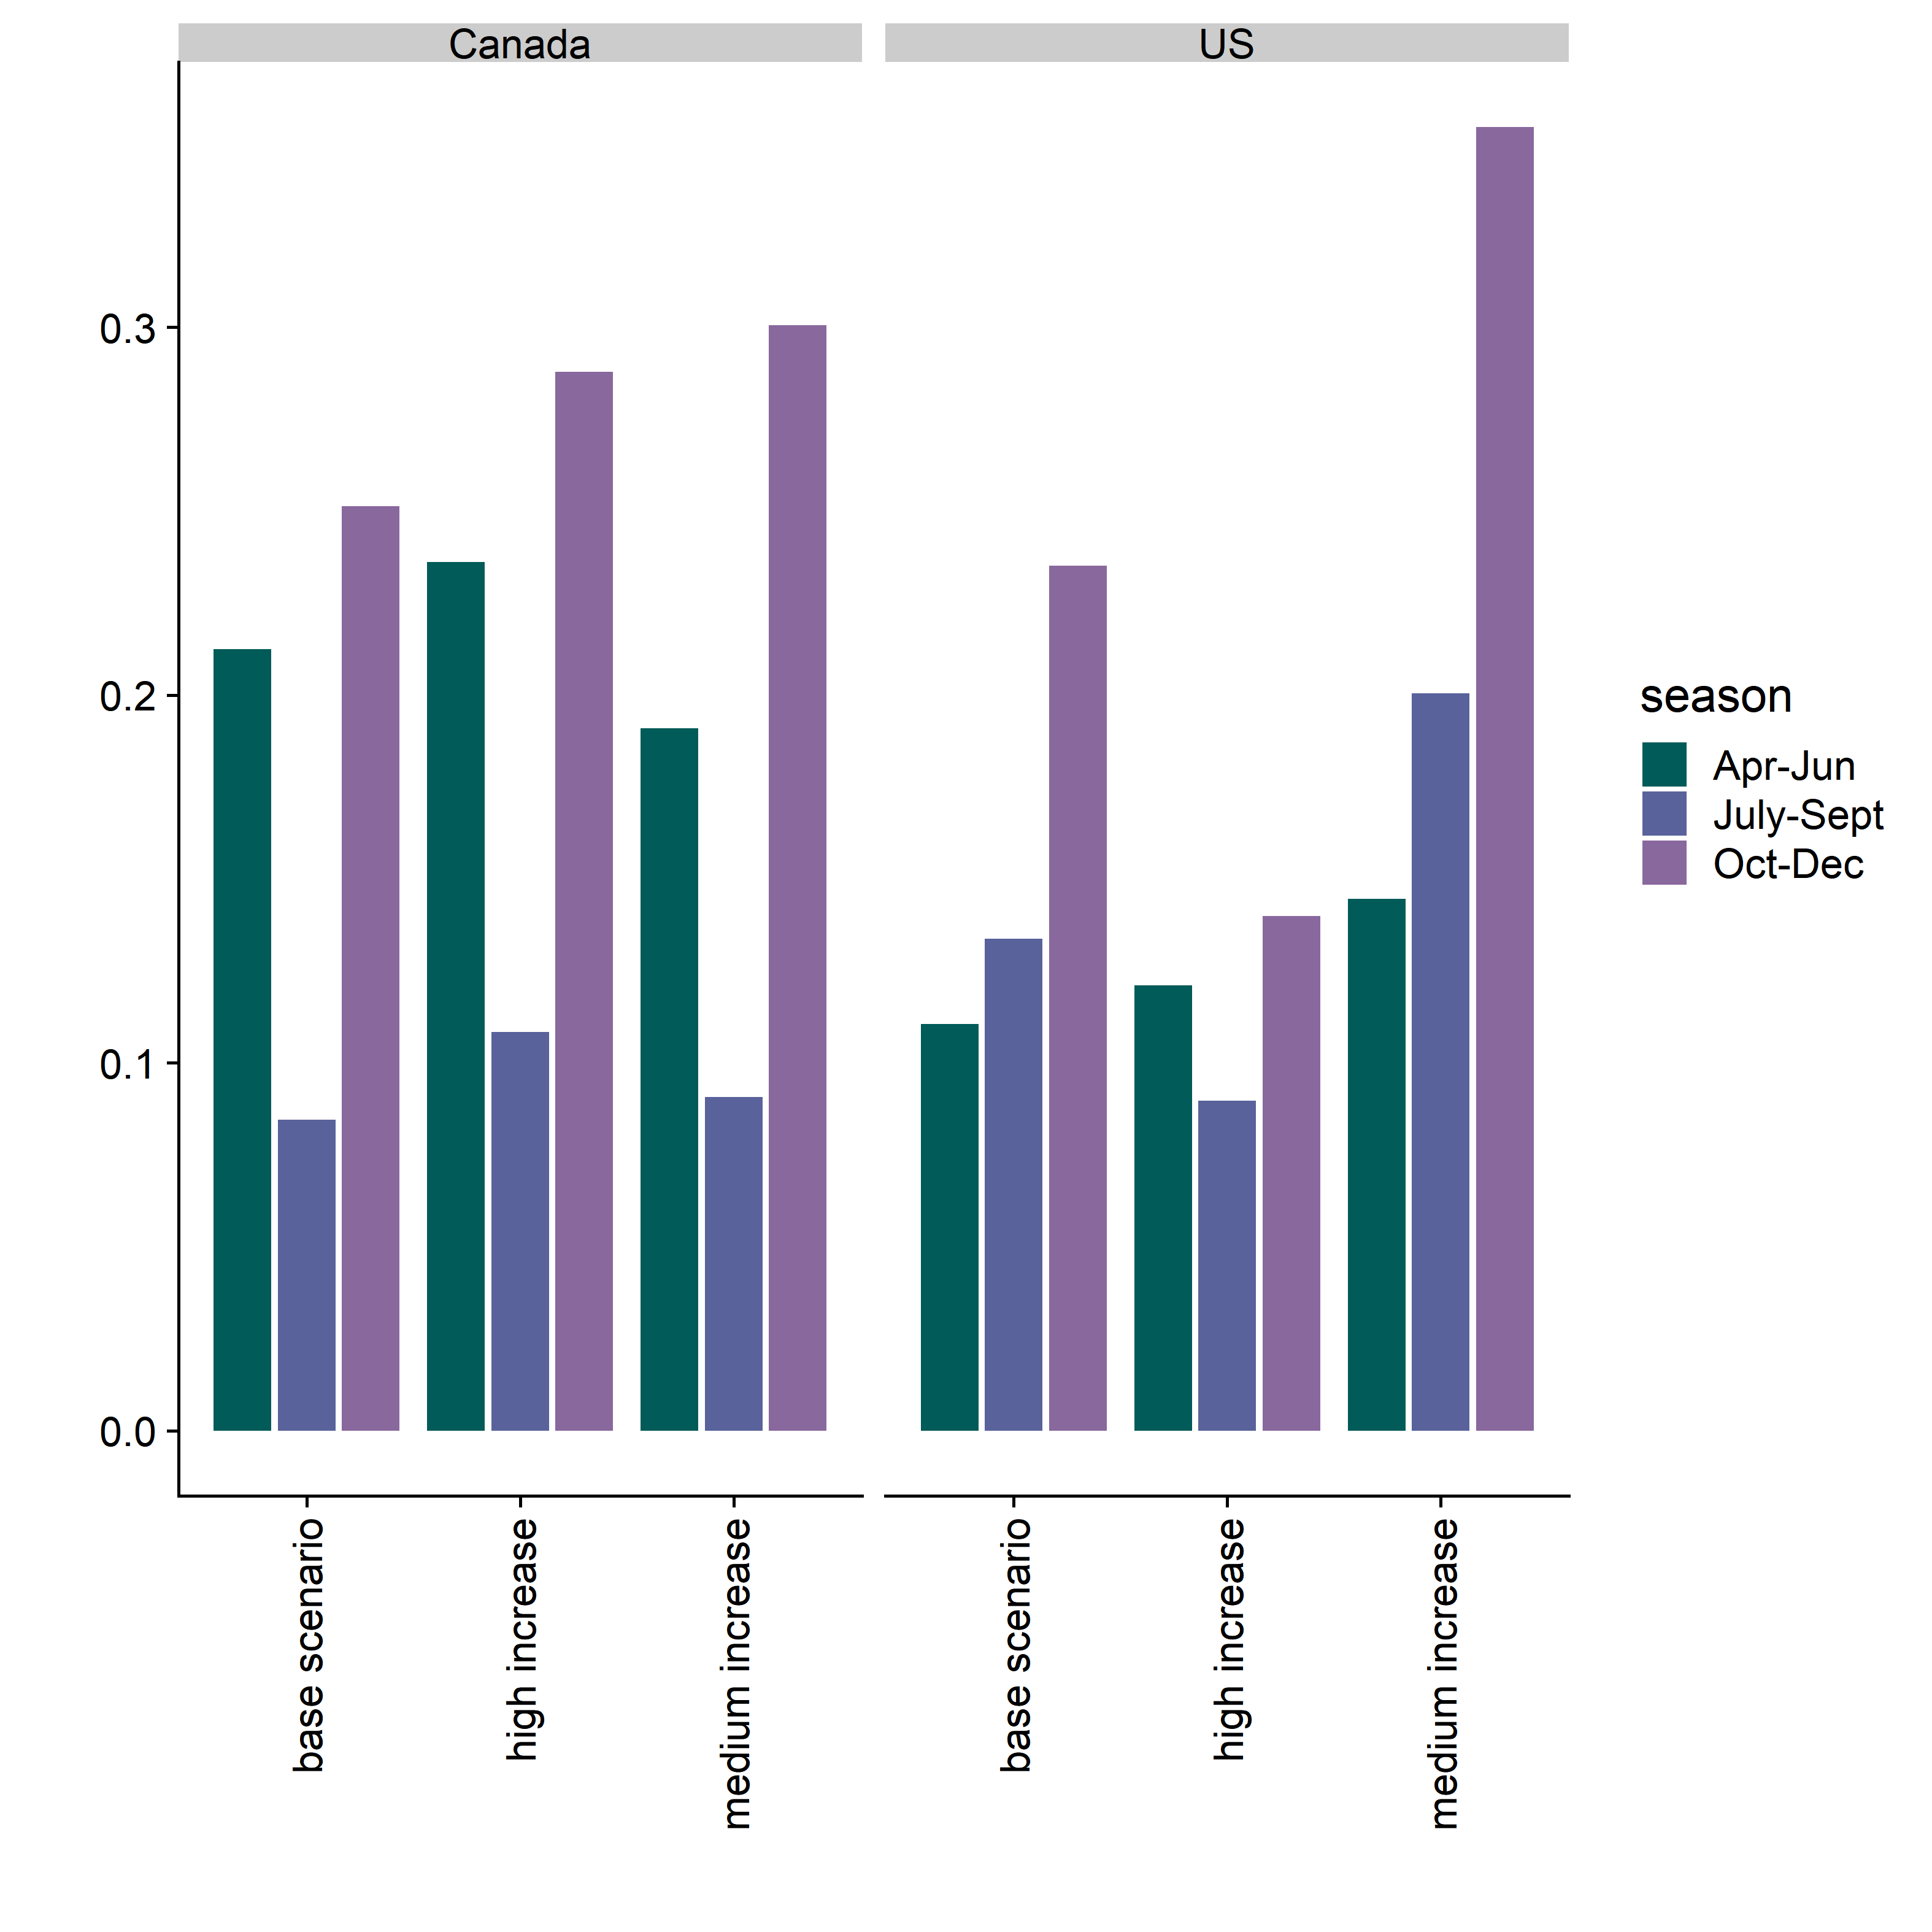 Canada
US
0.3
0.2
0.1
0.0
base scenario
high increase
medium increase
base scenario
high increase
medium increase
season
Apr-Jun
July-Sept
Oct-Dec